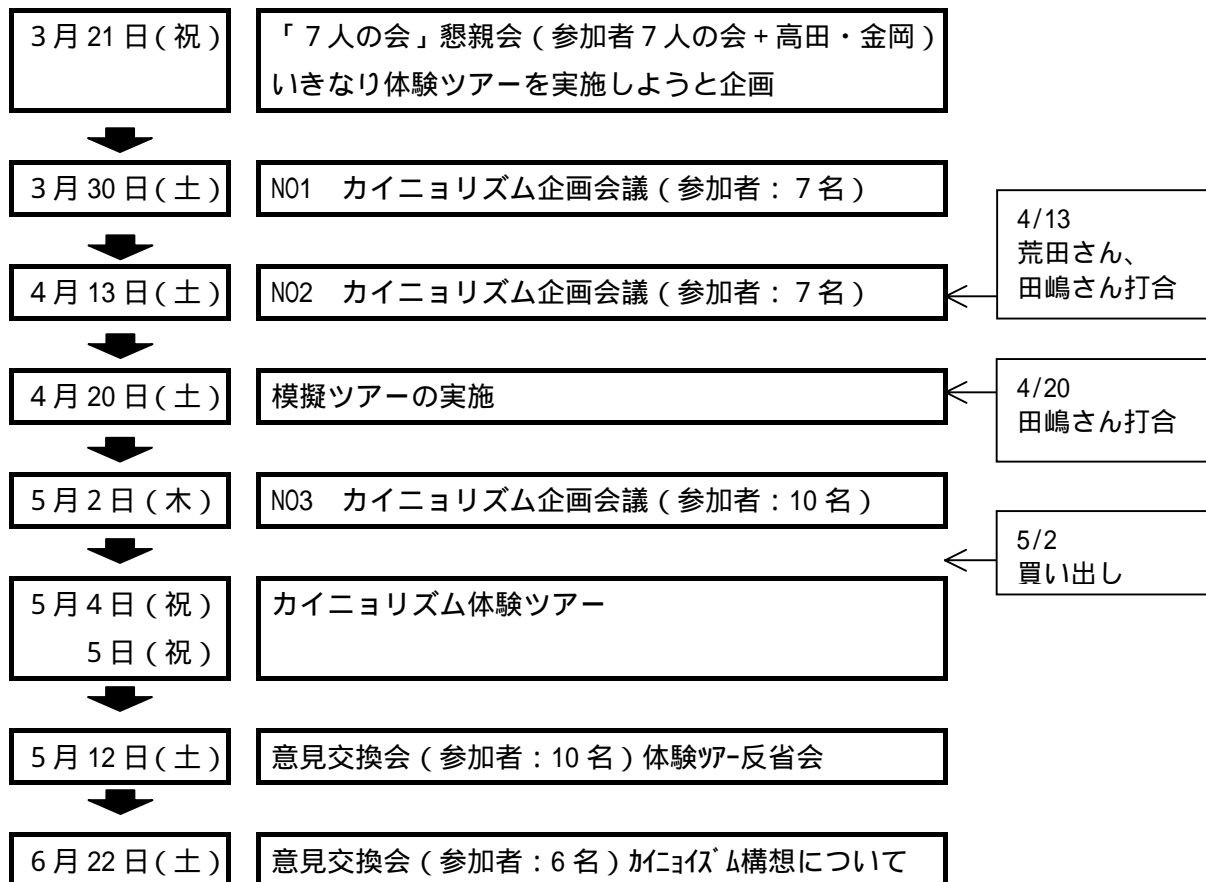 3月21日(祝)
「7人の会」懇親会(参加者7人の会+高田・金岡)
いきなり体験ツアーを実施しようと企画
3月30日(土)
NO1 カイニョリズム企画会議(参加者:7名)
4/13
荒田さん、
田嶋さん打合
4月13日(土)
NO2 カイニョリズム企画会議(参加者:7名)
4月20日(土)
模擬ツアーの実施
4/20
田嶋さん打合
5月2日(木)
NO3 カイニョリズム企画会議(参加者:10名)
5/2
買い出し
5月4日(祝)
5日(祝)
カイニョリズム体験ツアー
5月12日(土)
意見交換会(参加者:10名)体験ツアー反省会
6月22日(土)
意見交換会(参加者:6名)カイニョイズム構想について